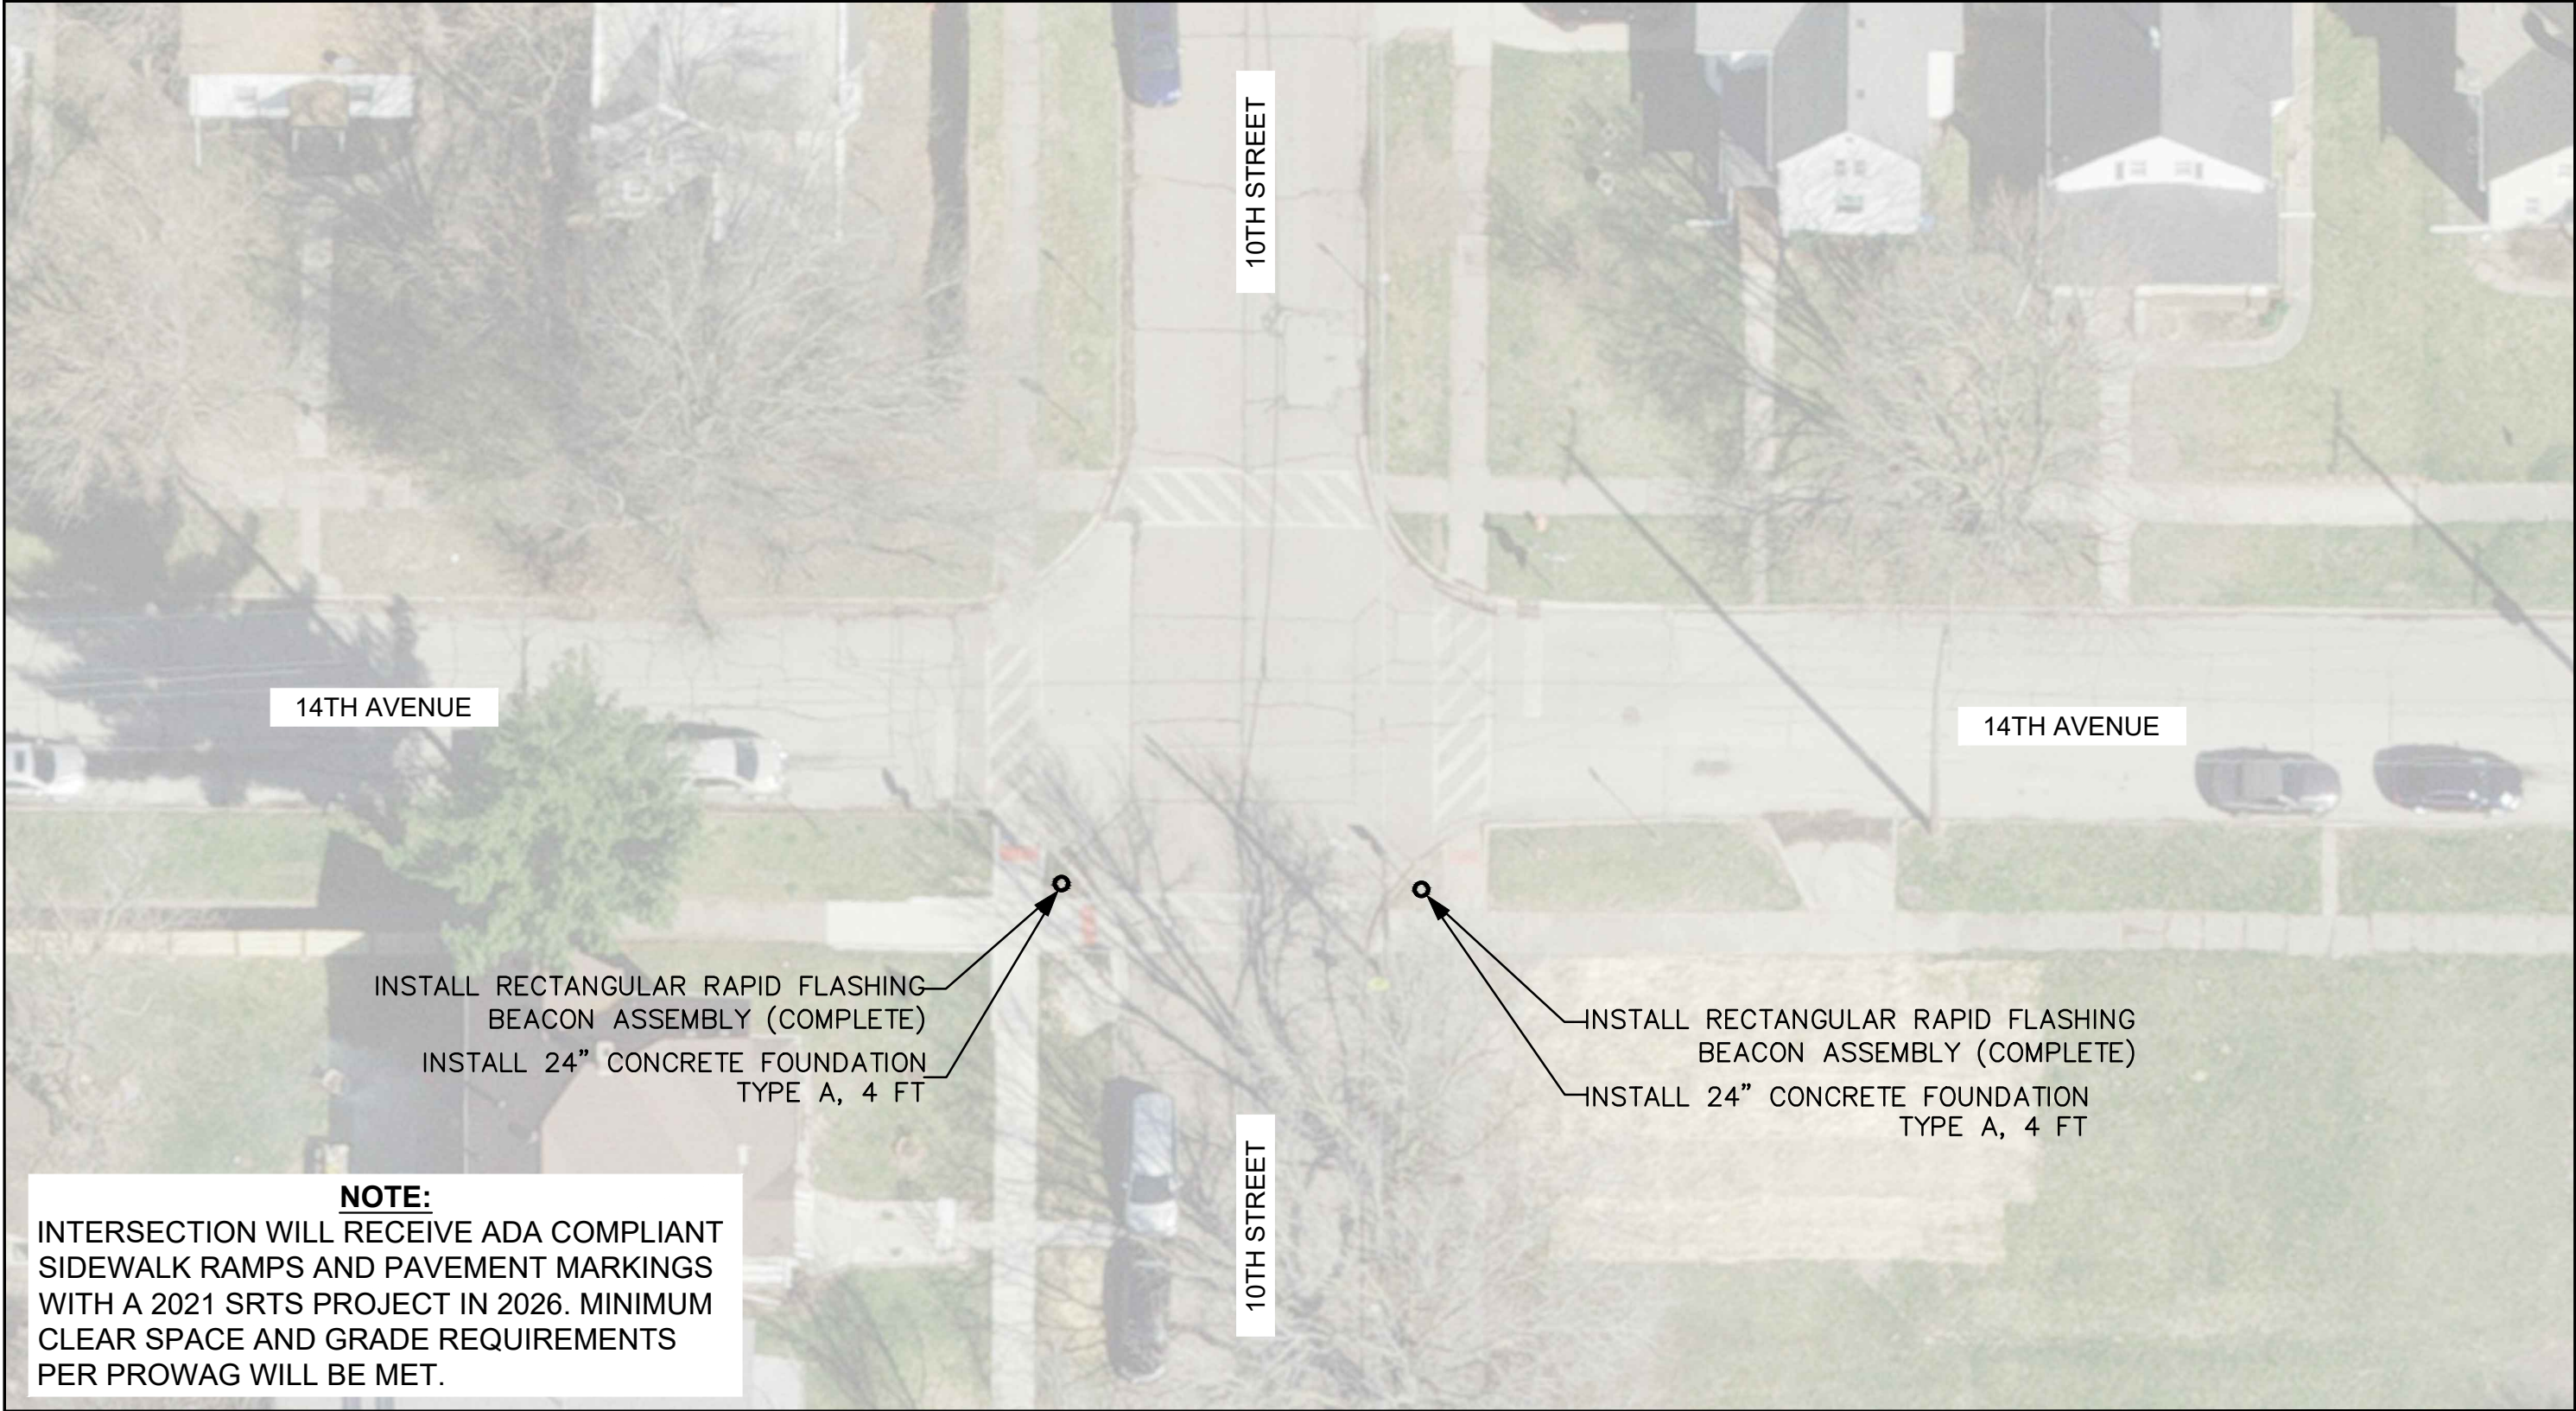 10TH STREET
14TH AVENUE
14TH AVENUE
INSTALL RECTANGULAR RAPID FLASHING
BEACON ASSEMBLY (COMPLETE)
INSTALL 24" CONCRETE FOUNDATION
TYPE A, 4 FT
INSTALL RECTANGULAR RAPID FLASHING
BEACON ASSEMBLY (COMPLETE)
INSTALL 24" CONCRETE FOUNDATION
TYPE A, 4 FT
10TH STREET
NOTE:
INTERSECTION WILL RECEIVE ADA COMPLIANT
SIDEWALK RAMPS AND PAVEMENT MARKINGS
WITH A 2021 SRTS PROJECT IN 2026. MINIMUM
CLEAR SPACE AND GRADE REQUIREMENTS
PER PROWAG WILL BE MET.